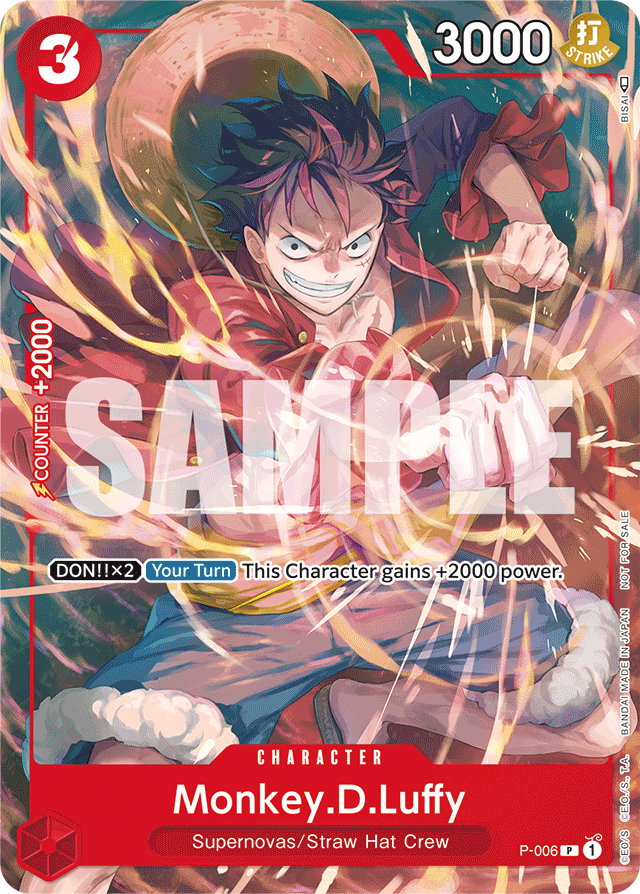 3
3000
打
STRIKE
BISAI
COUNTER +2000
SAMPLE
DON!!×2 Your Turn This Character gains +2000 power.
CHARACTER
Monkey.D.Luffy
Supernovas/Straw Hat Crew
P-006 P 1
©E.O/S ©E.O./S., T.A. BANDAI MADE IN JAPAN NOT FOR SALE